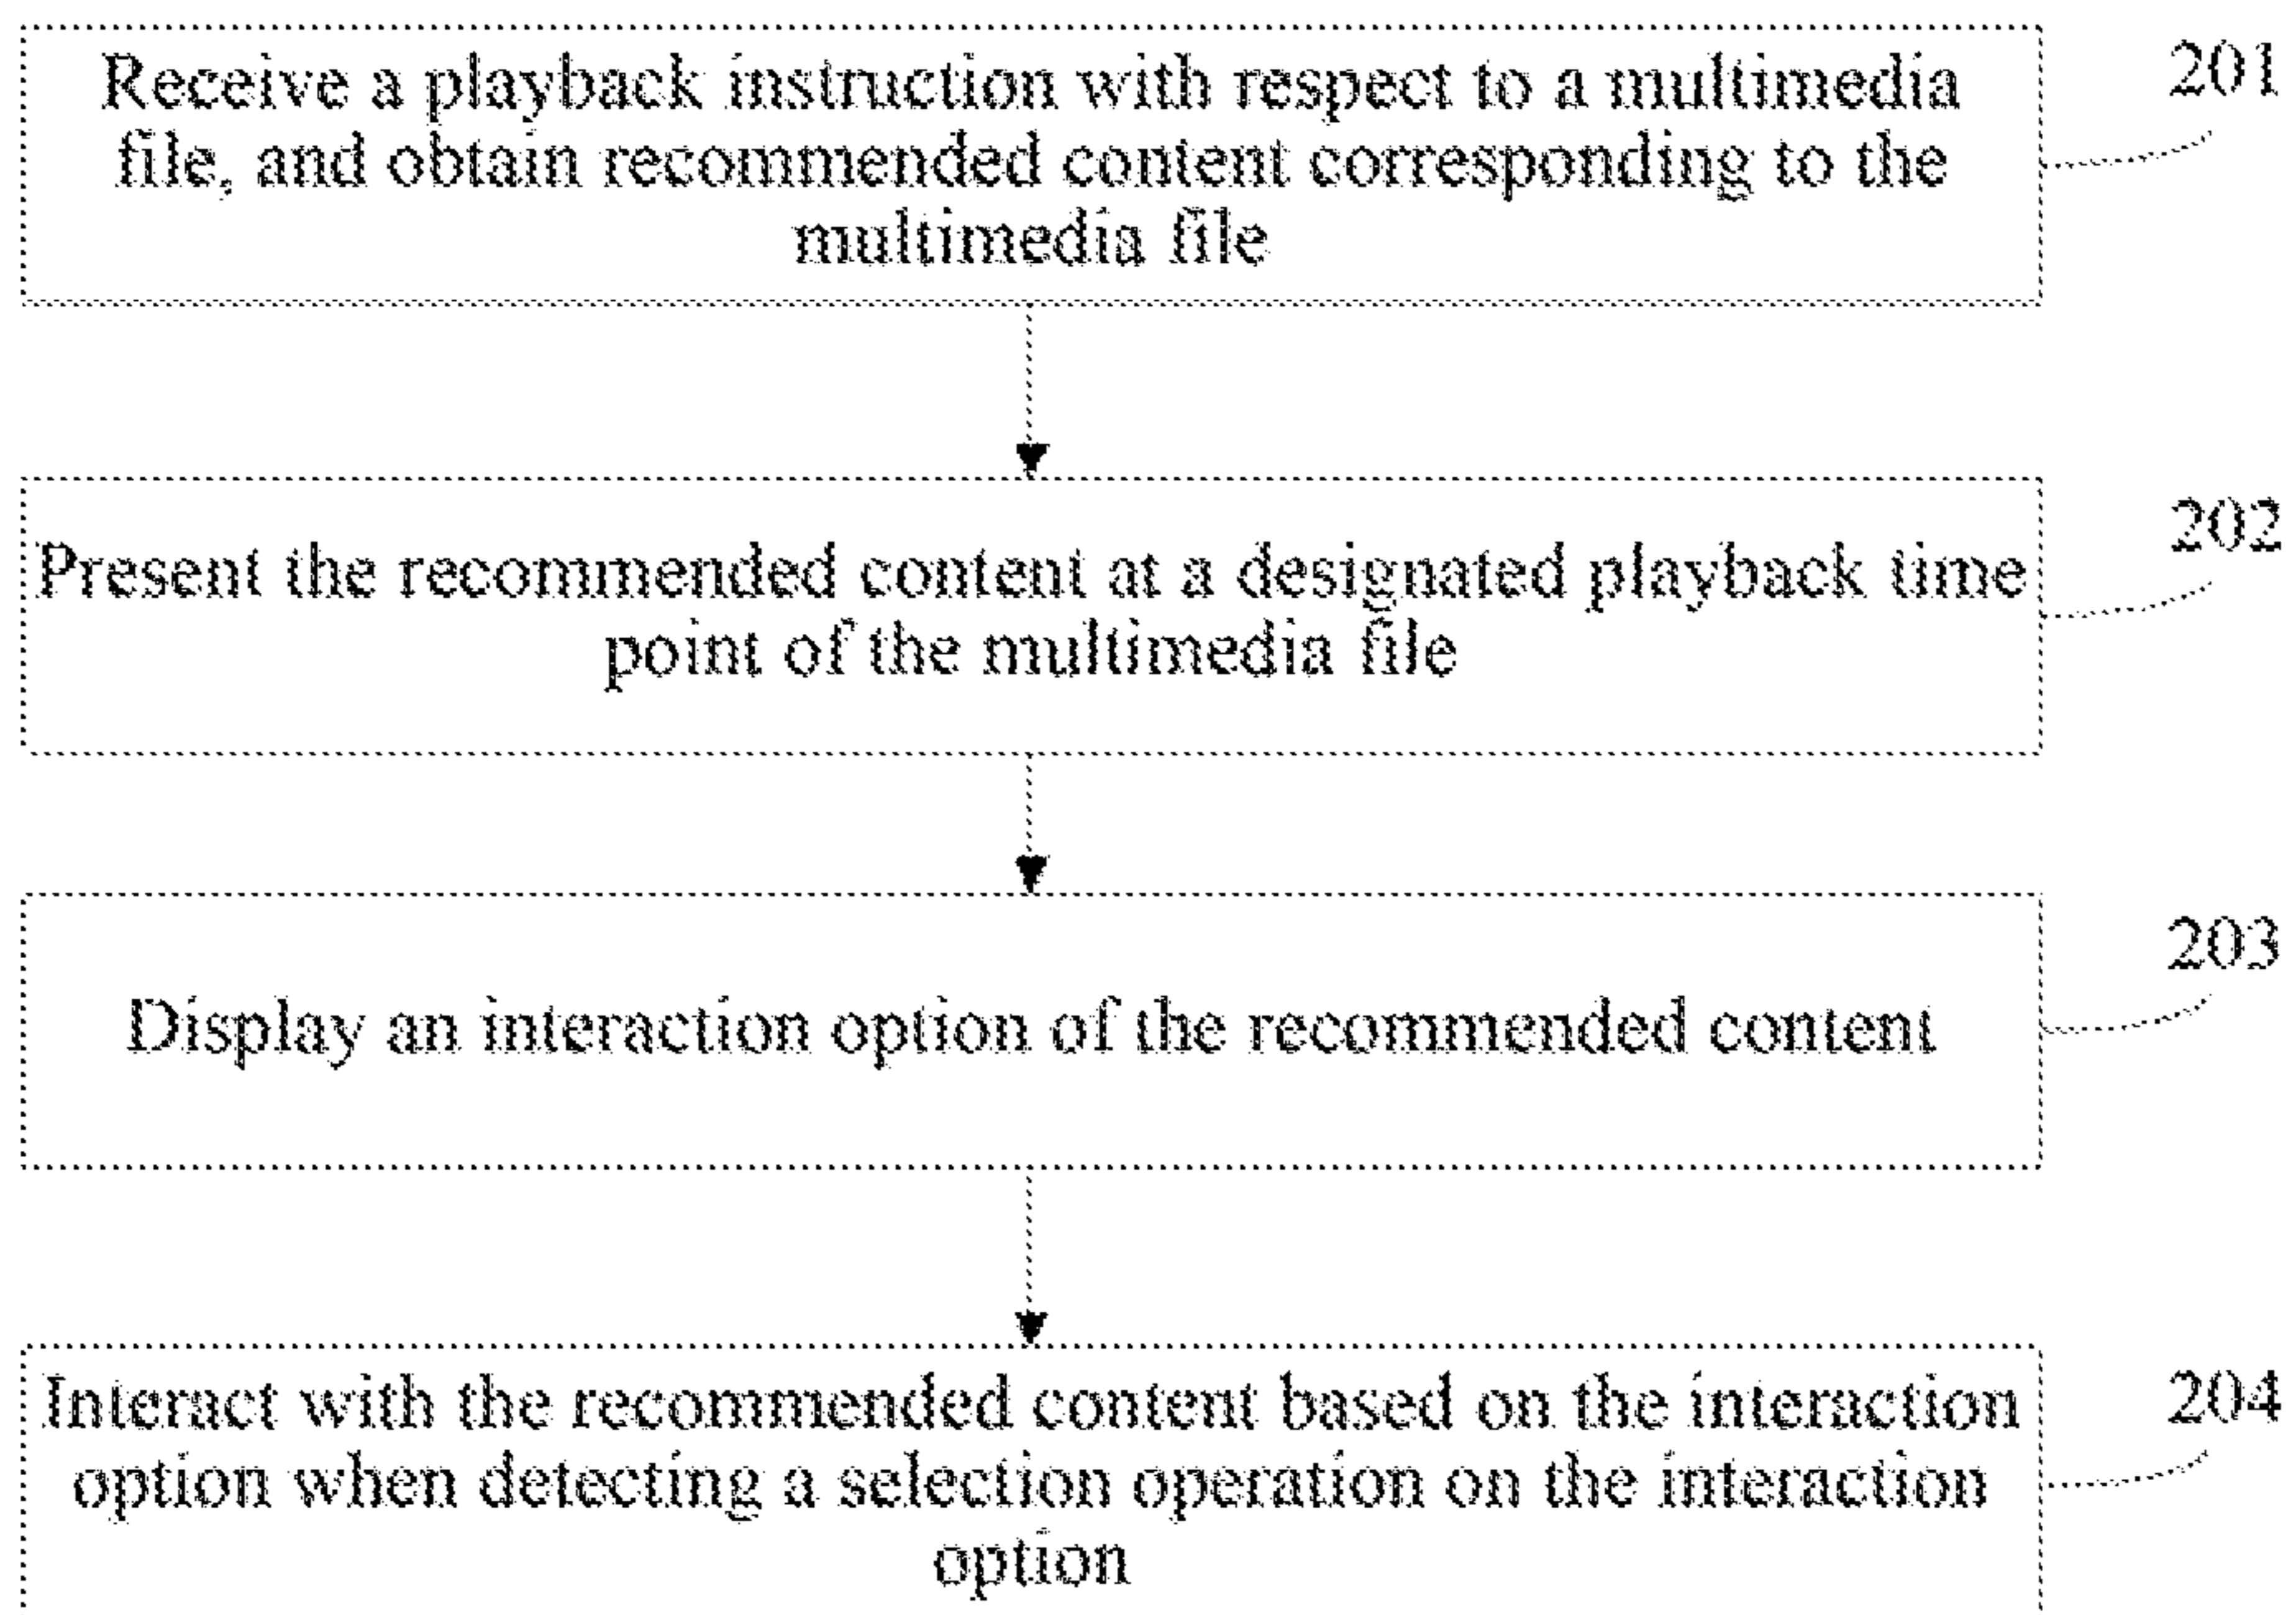 Receive a playback instruction with respect to a multimedia
file, and obtain recommended content corresponding to the
multimedia file
201
Present the recommended content at a designated playback time
point of the multimedia file
202
Display an interaction option of the recommended content
203
Interact with the recommended content based on the interaction
option when detecting a selection operation on the interaction
option
204